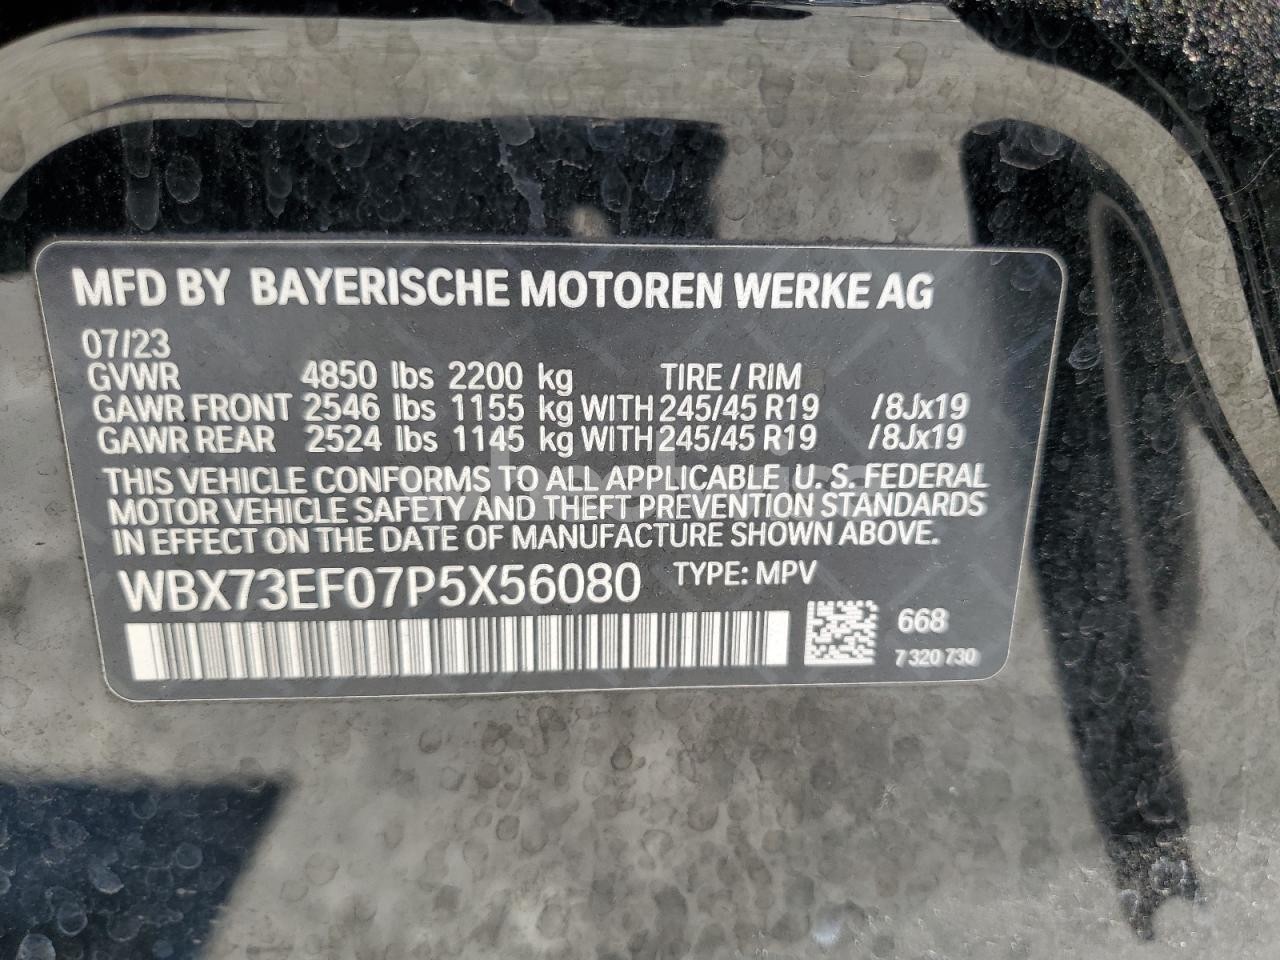 MFD BY BAYERISCHE MOTOREN WERKE AG
07/23
GVWR 4850 lbs 2200 kg TIRE / RIM
GAWR FRONT 2546 lbs 1155 kg WITH 245/45 R19 /8Jx19
GAWR REAR 2524 lbs 1145 kg WITH 245/45 R19 /8Jx19
THIS VEHICLE CONFORMS TO ALL APPLICABLE U. S. FEDERAL
MOTOR VEHICLE SAFETY AND THEFT PREVENTION STANDARDS
IN EFFECT ON THE DATE OF MANUFACTURE SHOWN ABOVE.
WBX73EF07P5X56080 TYPE: MPV
668
7 320 730